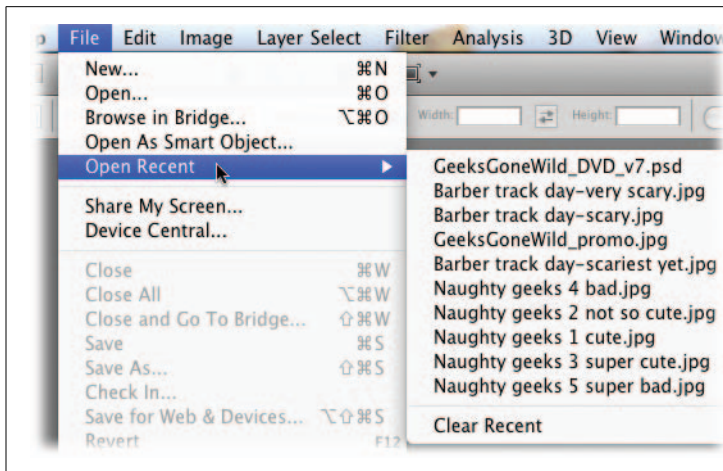 File Edit Image Layer Select Filter Analysis 3D View
New... ⌘N
Open... ⌘O
Browse in Bridge... ⌥⌘O
Open As Smart Object...
Open Recent ▶
Width: Height:
GeeksGoneWild_DVD_v7.psd
Barber track day–very scary.jpg
Barber track day–scary.jpg
GeeksGoneWild_promo.jpg
Barber track day–scariest yet.jpg
Naughty geeks 4 bad.jpg
Naughty geeks 2 not so cute.jpg
Naughty geeks 1 cute.jpg
Naughty geeks 3 super cute.jpg
Naughty geeks 5 super bad.jpg
Clear Recent
Share My Screen...
Device Central...
Close ⌘W
Close All ⌥⌘W
Close and Go To Bridge... ⇧⌘W
Save ⌘S
Save As... ⇧⌘S
Check In...
Save for Web & Devices... ⌥⇧⌘S
Revert F12